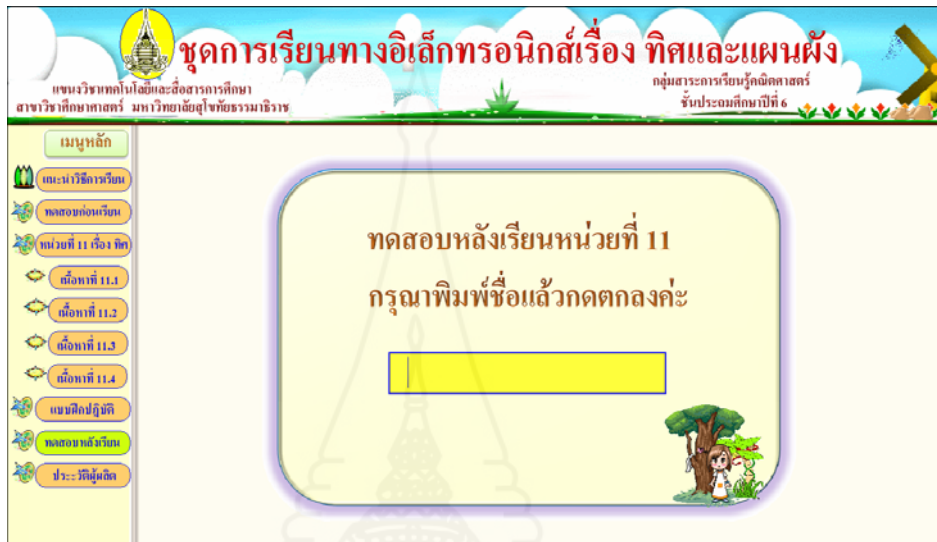 ชุดการเรียนทางอิเล็กทรอนิกส์เรื่อง ทิศและแผนผัง
แขนงวิชาเทคโนโลยีและสื่อสารการศึกษา
สาขาวิชาศึกษาศาสตร์ มหาวิทยาลัยสุโขทัยธรรมาธิราช
กลุ่มสาระการเรียนรู้คณิตศาสตร์
ชั้นประถมศึกษาปีที่ 6
เมนูหลัก
แนะนำวิธีการเรียน
ทดสอบก่อนเรียน
หน่วยที่ 11 เรื่อง ทิศ
เนื้อหาที่ 11.1
เนื้อหาที่ 11.2
เนื้อหาที่ 11.3
เนื้อหาที่ 11.4
แบบฝึกปฏิบัติ
ทดสอบหลังเรียน
ประวัติผู้ผลิต
ทดสอบหลังเรียนหน่วยที่ 11
กรุณาพิมพ์ชื่อแล้วกดตกลงค่ะ